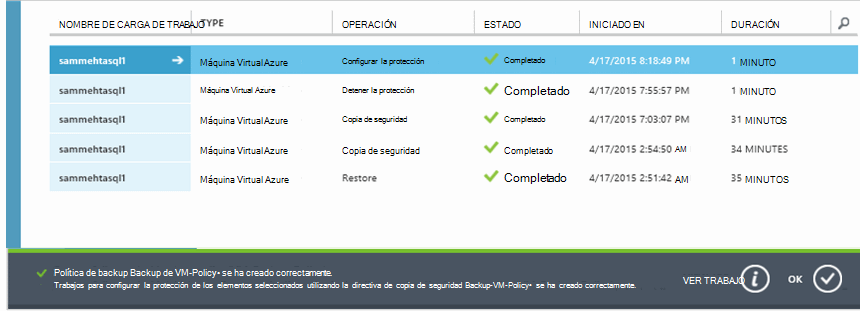 NOMBRE DE CARGA DE TRABAJO TYPE OPERACIÓN ESTADO INICIADO EN DURACIÓN
sammehtasql1 Máquina Virtual Azure Configurar la protección Completado 4/17/2015 8:18:49 PM 1 MINUTO
sammehtasql1 Máquina Virtual Azure Detener la protección Completado 4/17/2015 7:55:57 PM 1 MINUTO
sammehtasql1 Máquina Virtual Azure Copia de seguridad Completado 4/17/2015 7:03:07 PM 31 MINUTOS
sammehtasql1 Máquina Virtual Azure Copia de seguridad Completado 4/17/2015 2:54:50 AM 34 MINUTES
sammehtasql1 Máquina Virtual Azure Restore Completado 4/17/2015 2:51:42 AM 35 MINUTOS
Política de backup Backup de VM-Policy• se ha creado correctamente.
Trabajos para configurar la protección de los elementos seleccionados utilizando la directiva de copia de seguridad Backup-VM-Policy• se ha creado correctamente.
VER TRABAJO OK